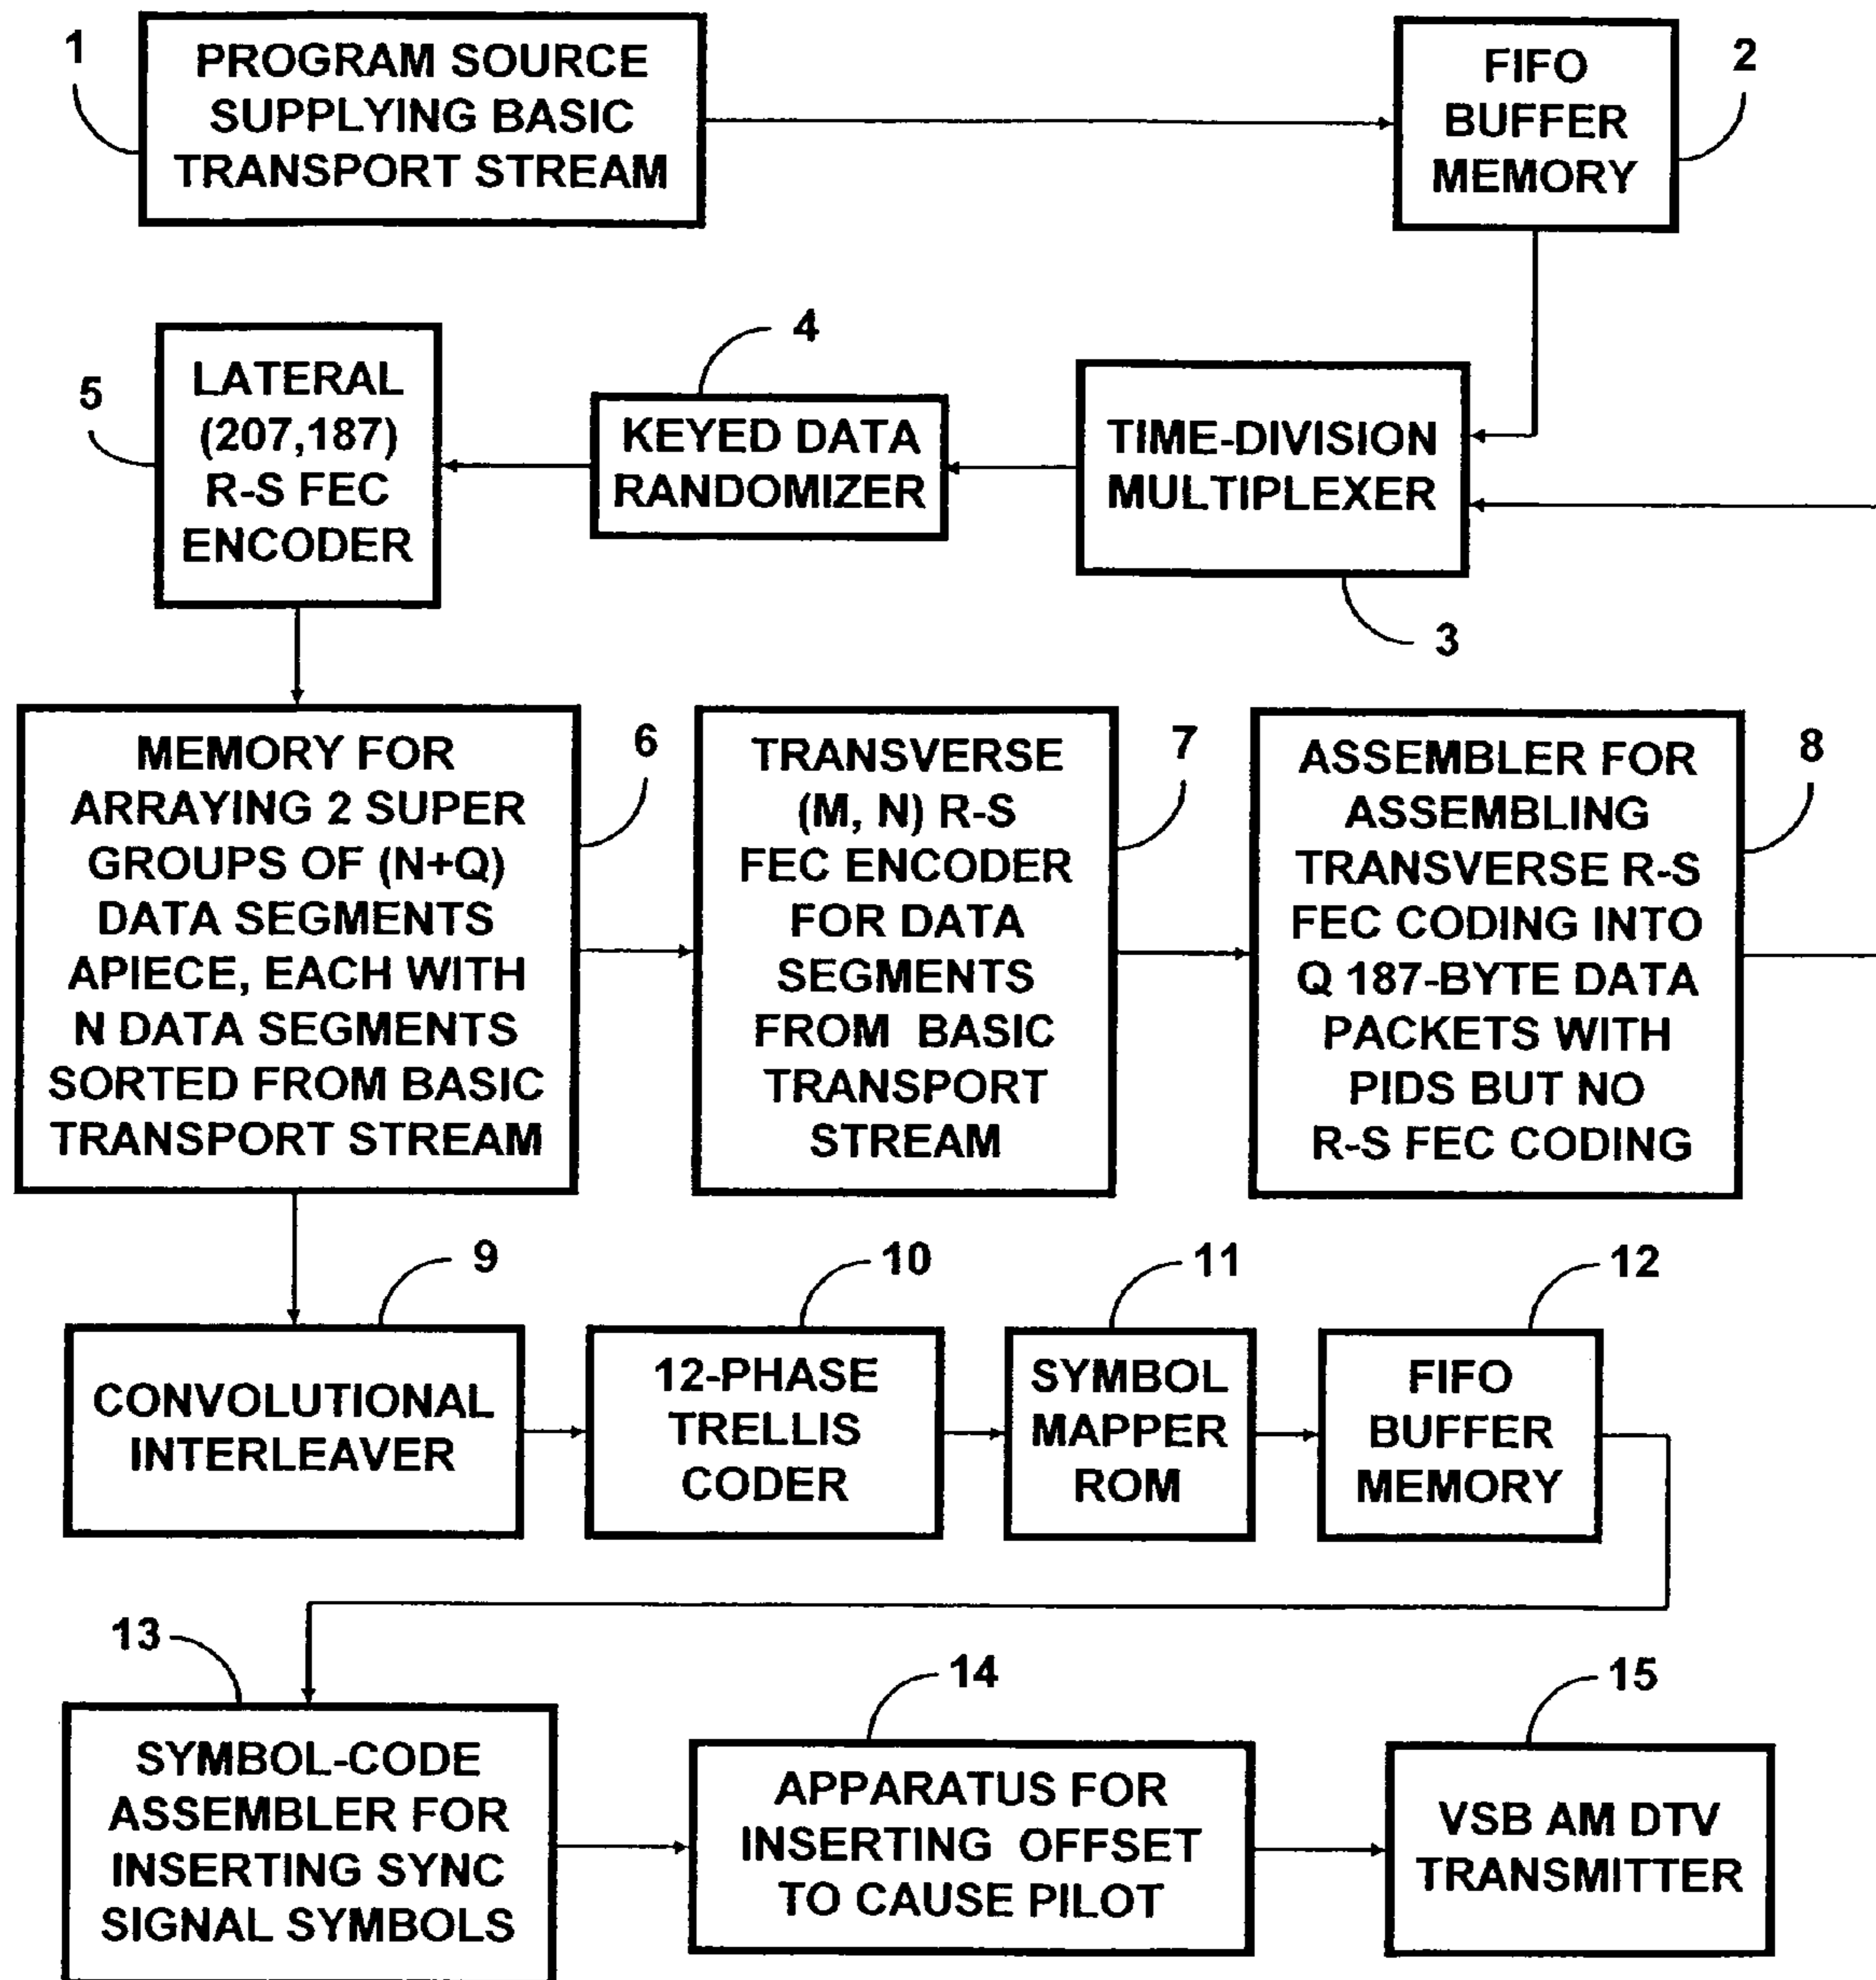 1
PROGRAM SOURCE
SUPPLYING BASIC
TRANSPORT STREAM
FIFO
BUFFER
MEMORY
2
5
LATERAL
(207,187)
R-S FEC
ENCODER
4
KEYED DATA
RANDOMIZER
TIME-DIVISION
MULTIPLEXER
3
MEMORY FOR
ARRAYING 2 SUPER
GROUPS OF (N+Q)
DATA SEGMENTS
APIECE, EACH WITH
N DATA SEGMENTS
SORTED FROM BASIC
TRANSPORT STREAM
6
TRANSVERSE
(M, N) R-S
FEC ENCODER
FOR DATA
SEGMENTS
FROM BASIC
TRANSPORT
STREAM
7
ASSEMBLER FOR
ASSEMBLING
TRANSVERSE R-S
FEC CODING INTO
Q 187-BYTE DATA
PACKETS WITH
PIDS BUT NO
R-S FEC CODING
8
9
CONVOLUTIONAL
INTERLEAVER
10
12-PHASE
TRELLIS
CODER
11
SYMBOL
MAPPER
ROM
12
FIFO
BUFFER
MEMORY
13
SYMBOL-CODE
ASSEMBLER FOR
INSERTING SYNC
SIGNAL SYMBOLS
14
APPARATUS FOR
INSERTING OFFSET
TO CAUSE PILOT
15
VSB AM DTV
TRANSMITTER